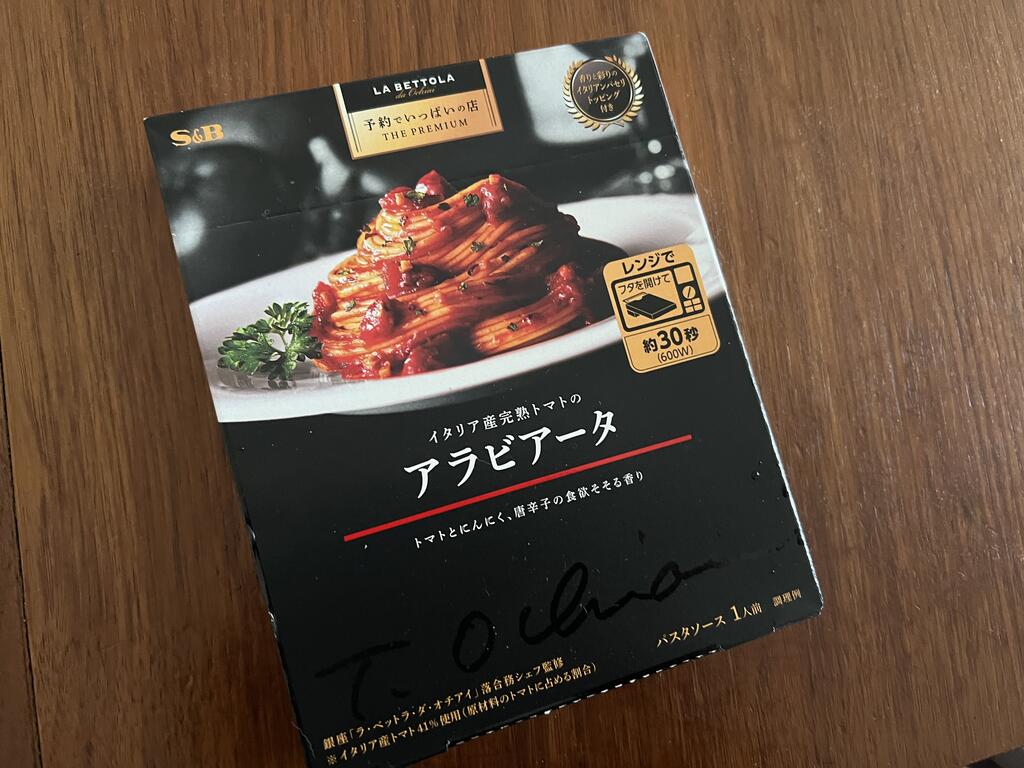 S&B
LA BETTOLA
da Ochiai
予約でいっぱいの店
THE PREMIUM
香りと彩りの
イタリアンパセリ
トッピング
付き
レンジで
フタを開けて
約30秒
(600W)
イタリア産完熟トマトの
アラビアータ
トマトとにんにく、唐辛子の食欲そそる香り
T. Ochiai
パスタソース 1人前 調理例
銀座「ラ・ベットラ・ダ・オチアイ」落合務シェフ監修
※イタリア産トマト41%使用(原材料のトマトに占める割合)